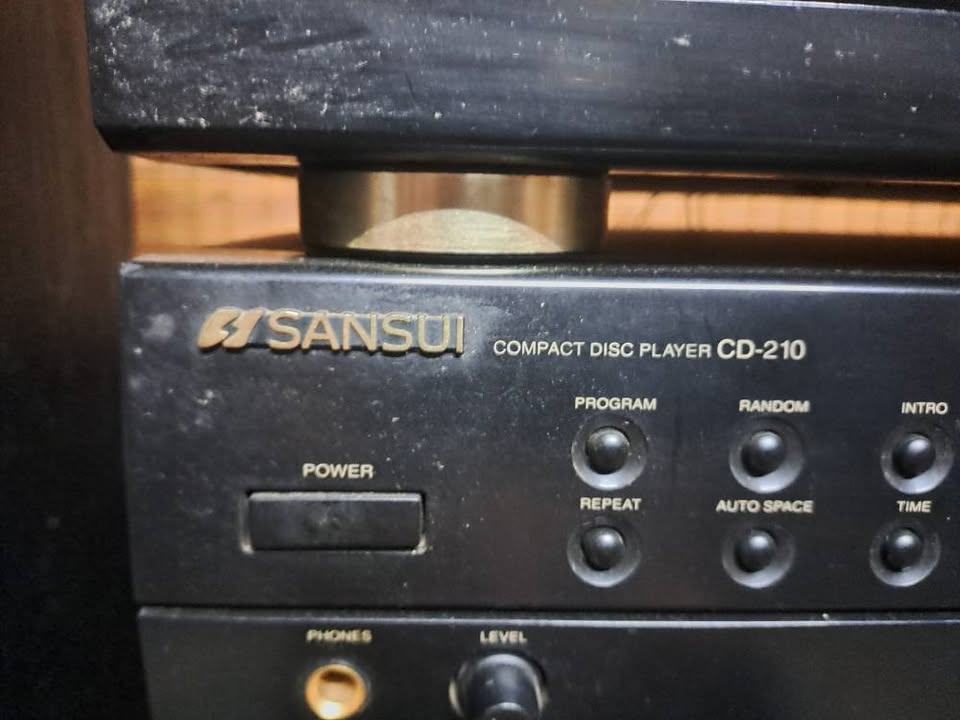 SANSUI COMPACT DISC PLAYER CD-210
PROGRAM RANDOM INTRO
POWER
REPEAT AUTO SPACE TIME
PHONES LEVEL